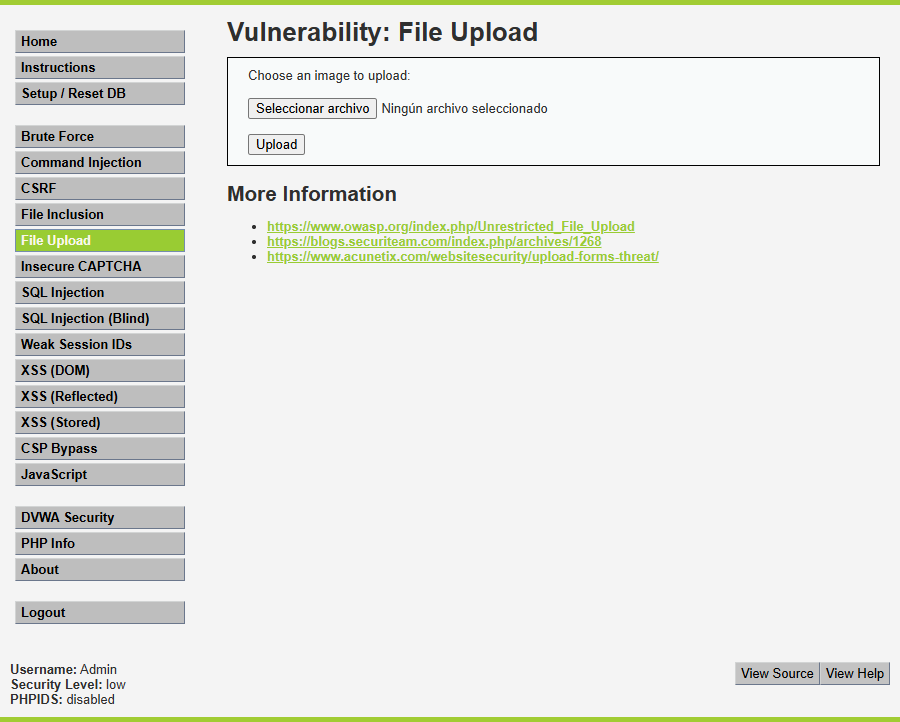 Home
Instructions
Setup / Reset DB
Brute Force
Command Injection
CSRF
File Inclusion
File Upload
Insecure CAPTCHA
SQL Injection
SQL Injection (Blind)
Weak Session IDs
XSS (DOM)
XSS (Reflected)
XSS (Stored)
CSP Bypass
JavaScript
DVWA Security
PHP Info
About
Logout
Vulnerability: File Upload
Choose an image to upload:
Seleccionar archivo Ningún archivo seleccionado
Upload
More Information
https://www.owasp.org/index.php/Unrestricted_File_Upload
https://blogs.securiteam.com/index.php/archives/1268
https://www.acunetix.com/websitesecurity/upload-forms-threat/
Username: Admin
Security Level: low
PHPIDS: disabled
View Source View Help